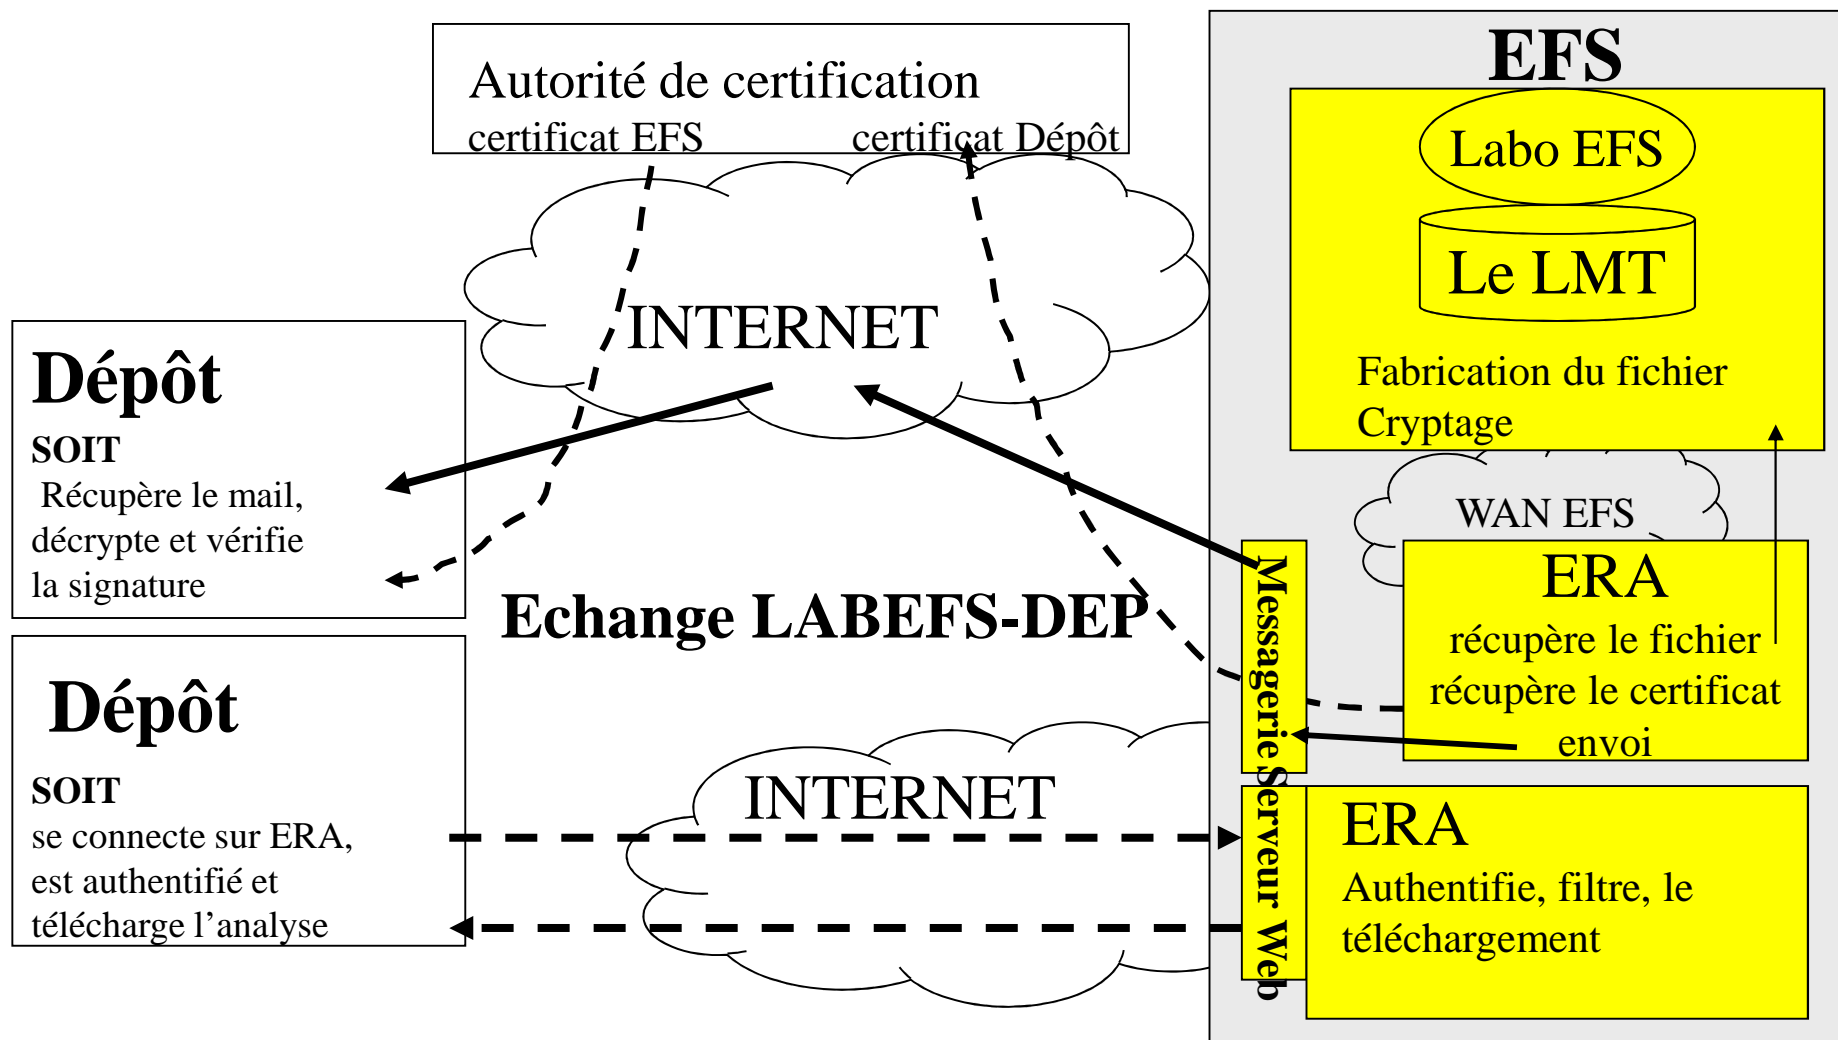 EFS
Autorité de certification
certificat EFS
certificat Dépôt
Labo EFS
Le LMT
Fabrication du fichier
Cryptage
INTERNET
Dépôt
SOIT
Récupère le mail,
décrypte et vérifie
la signature
WAN EFS
Echange LABEFS-DEP
Messagerie
ERA
récupère le fichier
récupère le certificat
envoi
Dépôt
SOIT
se connecte sur ERA,
est authentifié et
télécharge l’analyse
INTERNET
Serveur Web
ERA
Authentifie, filtre, le
téléchargement